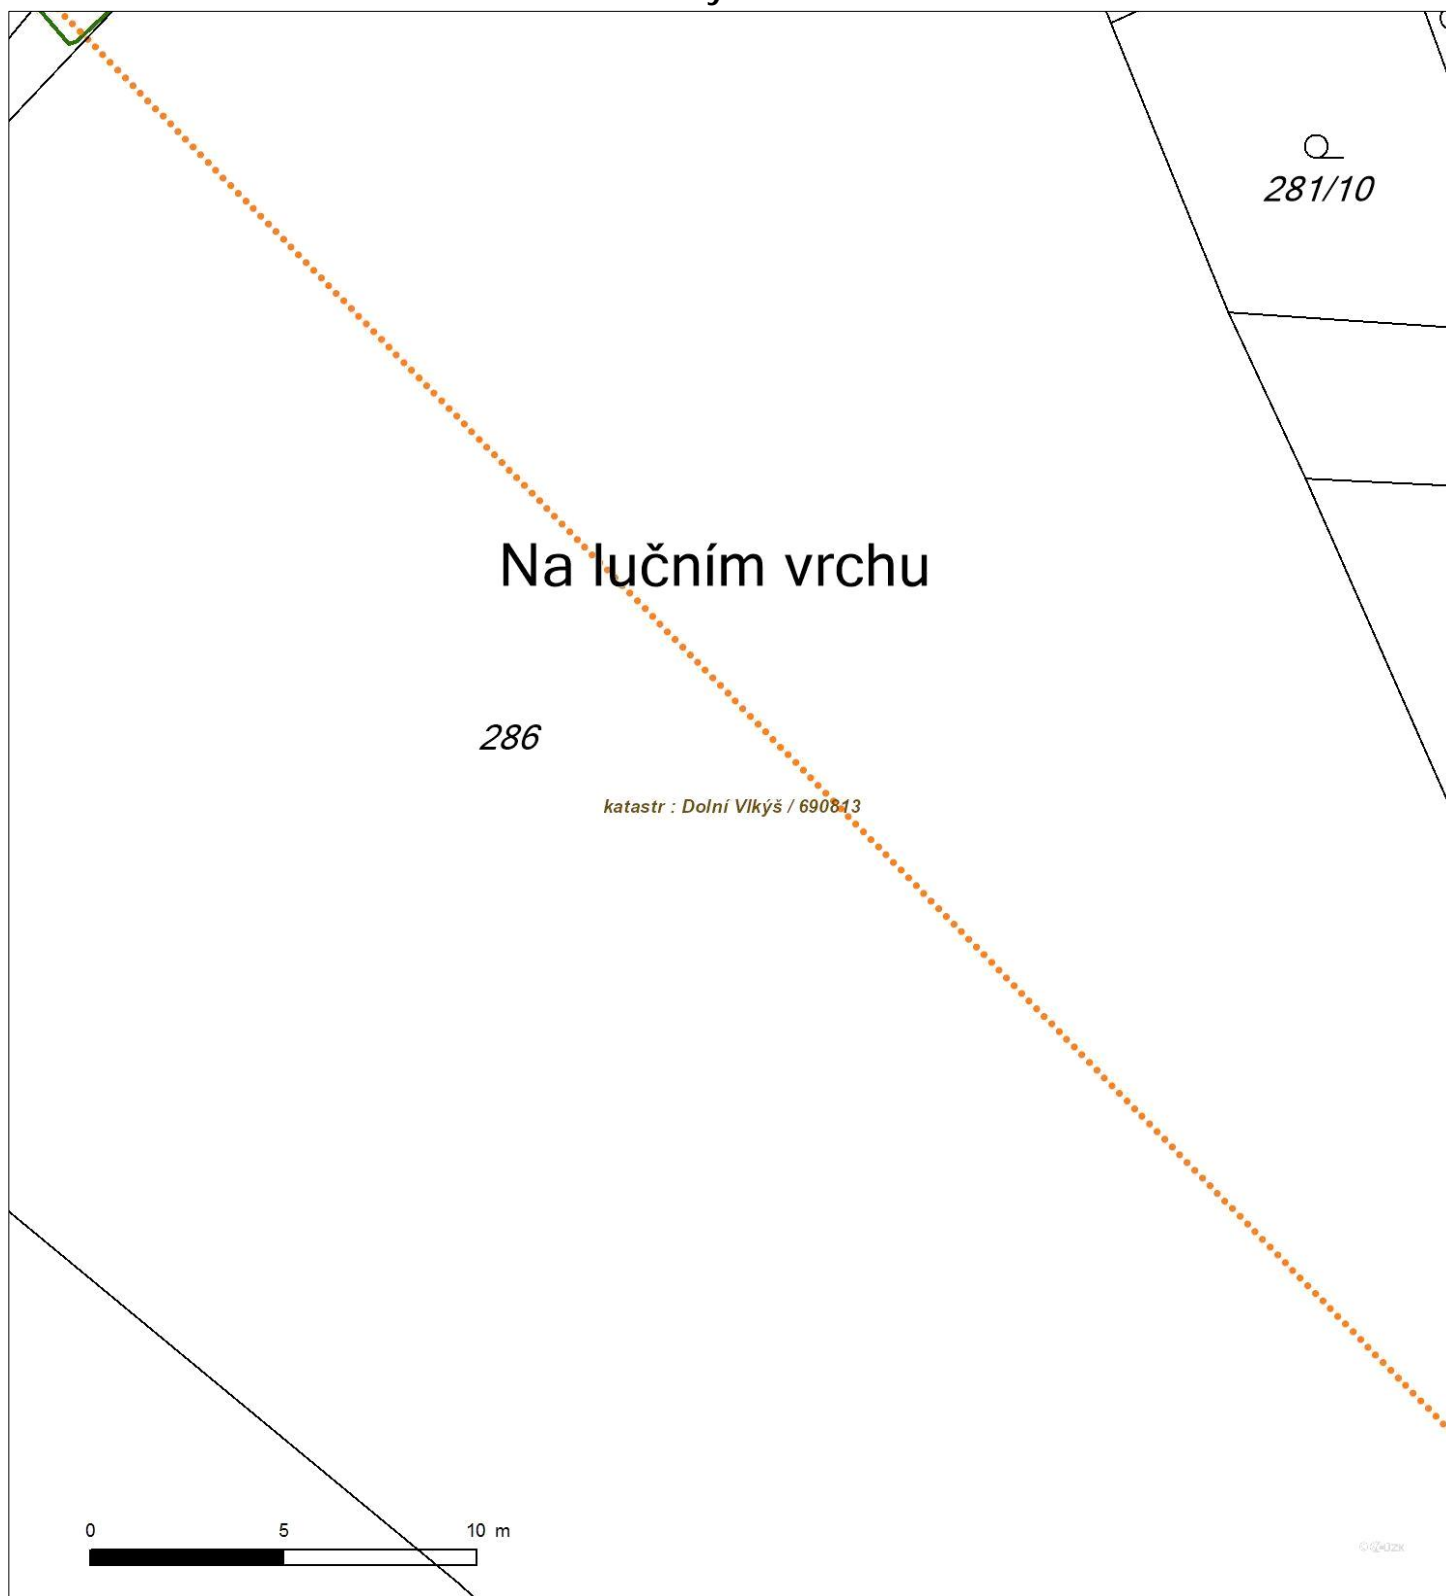 281/10
Na lučním vrchu
286
katastr : Dolní Vlkýš / 690813
0 5 10 m